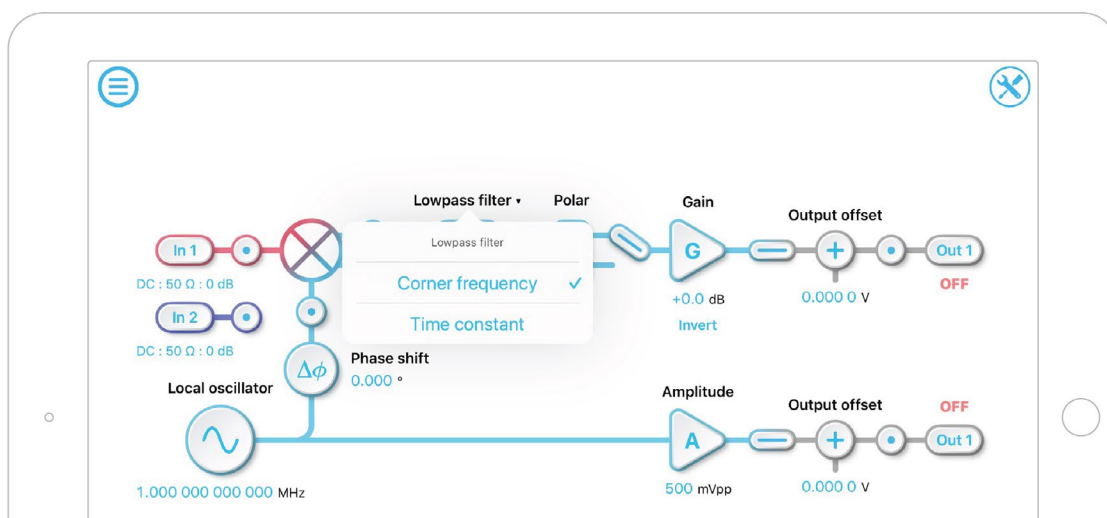 Lowpass filter ▾
Polar
Gain
Output offset
In 1
Lowpass filter
G
+
Out 1
DC : 50 Ω : 0 dB
Corner frequency ✓
+0.0 dB
0.000 0 V
OFF
In 2
Time constant
Invert
DC : 50 Ω : 0 dB
Δϕ
Phase shift
0.000 °
Local oscillator
Amplitude
Output offset
OFF
A
+
Out 1
1.000 000 000 000 MHz
500 mVpp
0.000 0 V